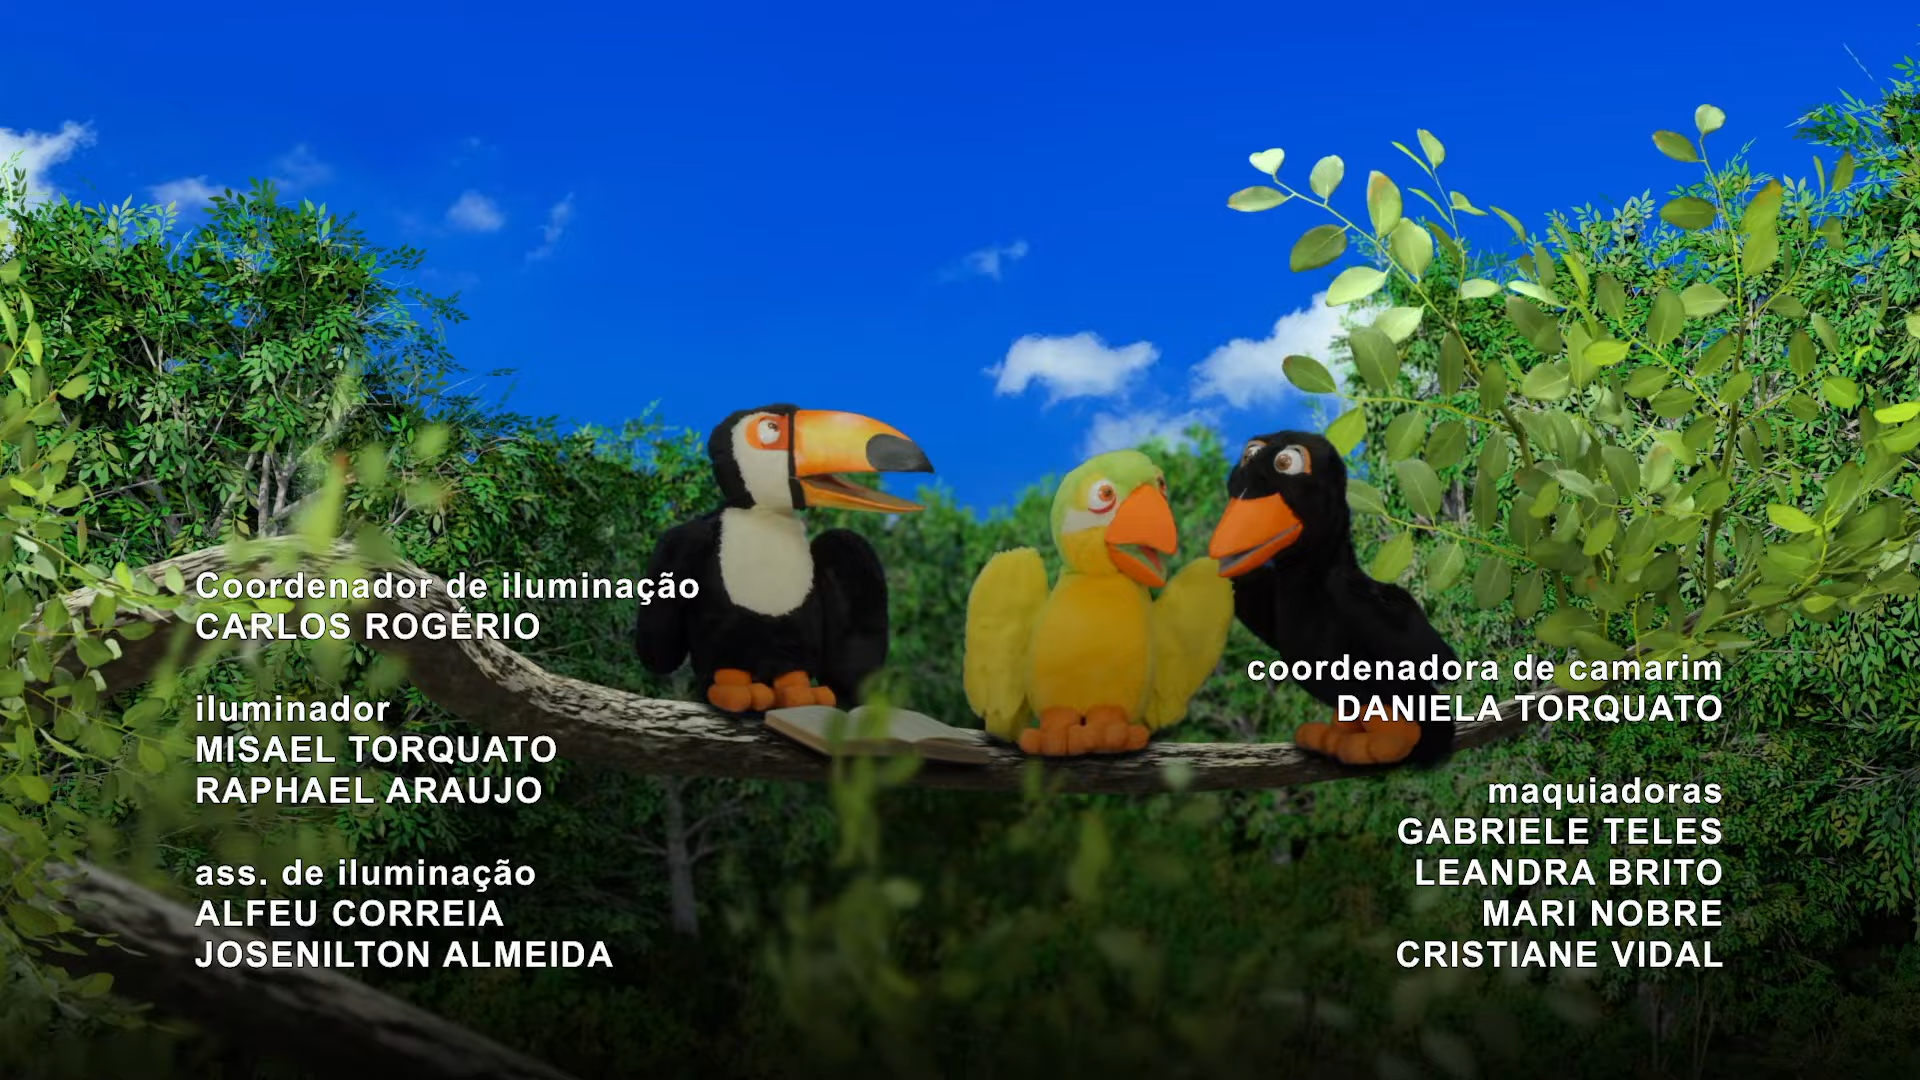 Coordenador de iluminação
CARLOS ROGÉRIO
iluminador
MISAEL TORQUATO
RAPHAEL ARAUJO
ass. de iluminação
ALFEU CORREIA
JOSENILTON ALMEIDA
coordenadora de camarim
DANIELA TORQUATO
maquiadoras
GABRIELE TELES
LEANDRA BRITO
MARI NOBRE
CRISTIANE VIDAL